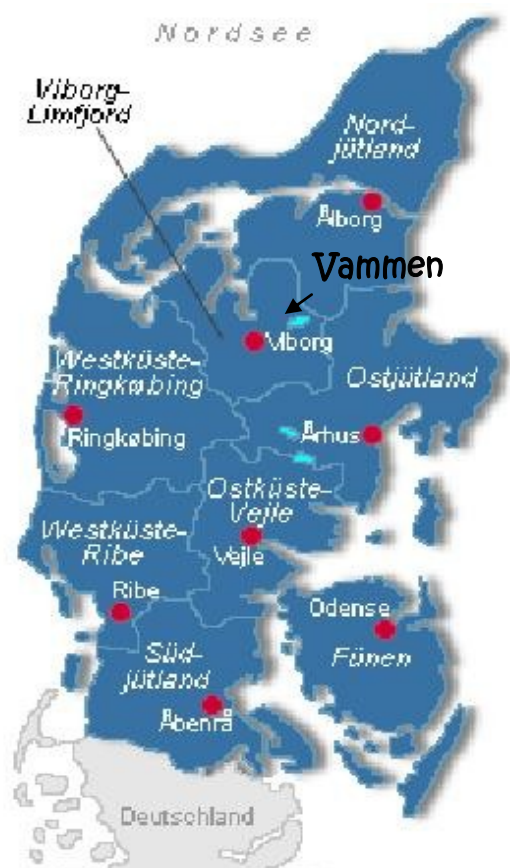 Nordsee
Viborg-
Limfjord
Nord-
jütland
Ålborg
Vammen
Viborg
Westküste-
Ringkøbing
Ostjütland
Ringkøbing
Århus
Ostküste-
Vejle
Westküste-
Ribe
Vejle
Ribe
Odense
Süd-
jütland
Fünen
Åbenrå
Deutschland